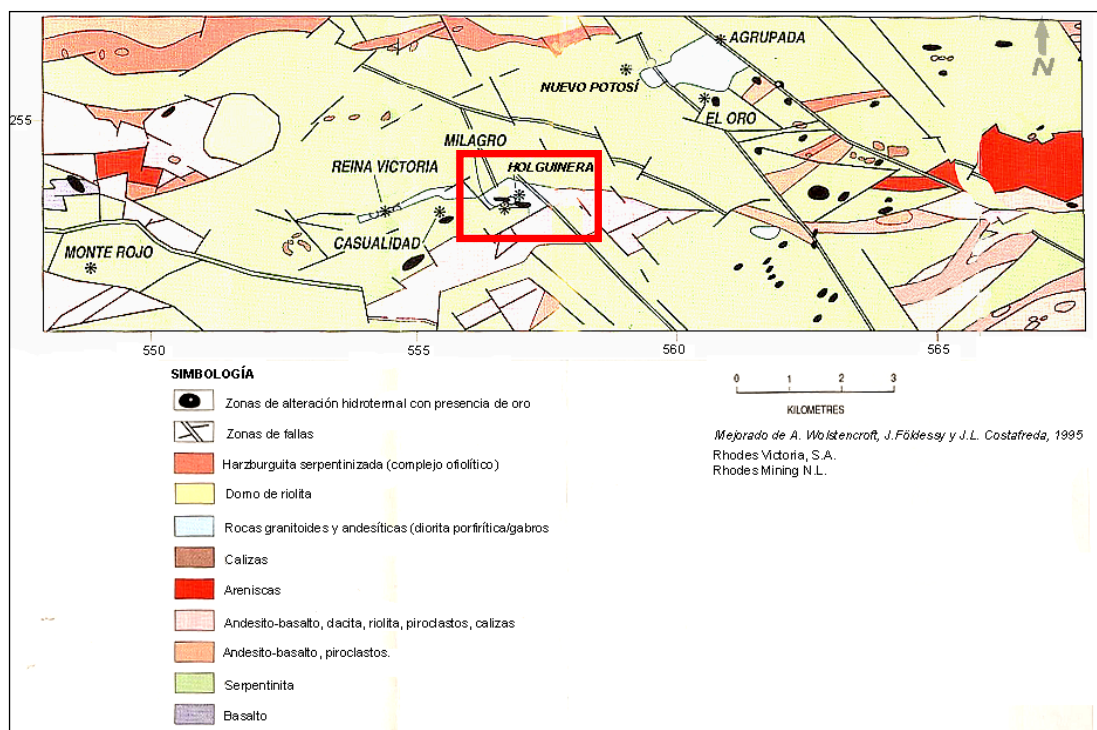 AGRUPADA
N
NUEVO POTOSÍ
EL ORO
255
MILAGRO
HOLGUINERA
REINA VICTORIA
CASUALIDAD
MONTE ROJO
550
555
560
565
SIMBOLOGÍA
Zonas de alteración hidrotermal con presencia de oro
Zonas de fallas
Harzburguita serpentinizada (complejo ofiolítico)
Domo de riolita
Rocas granitoides y andesíticas (diorita porfirítica/gabros
Calizas
Areniscas
Andesito-basalto, dacita, riolita, piroclastos, calizas
Andesito-basalto, piroclastos.
Serpentinita
Basalto
0 1 2 3
KILOMETRES
Mejorado de A. Wolstencroft, J.Földessy y J.L. Costafreda, 1995
Rhodes Victoria, S.A.
Rhodes Mining N.L.